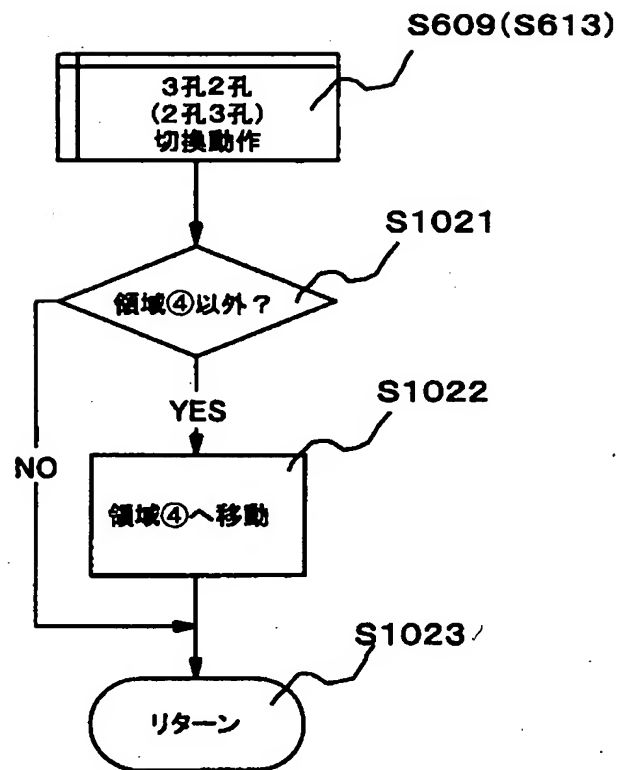 S609(S613)
3孔2孔
(2孔3孔)
切換動作
S1021
領域④以外？
YES
S1022
NO
領域④へ移動
S1023
リターン